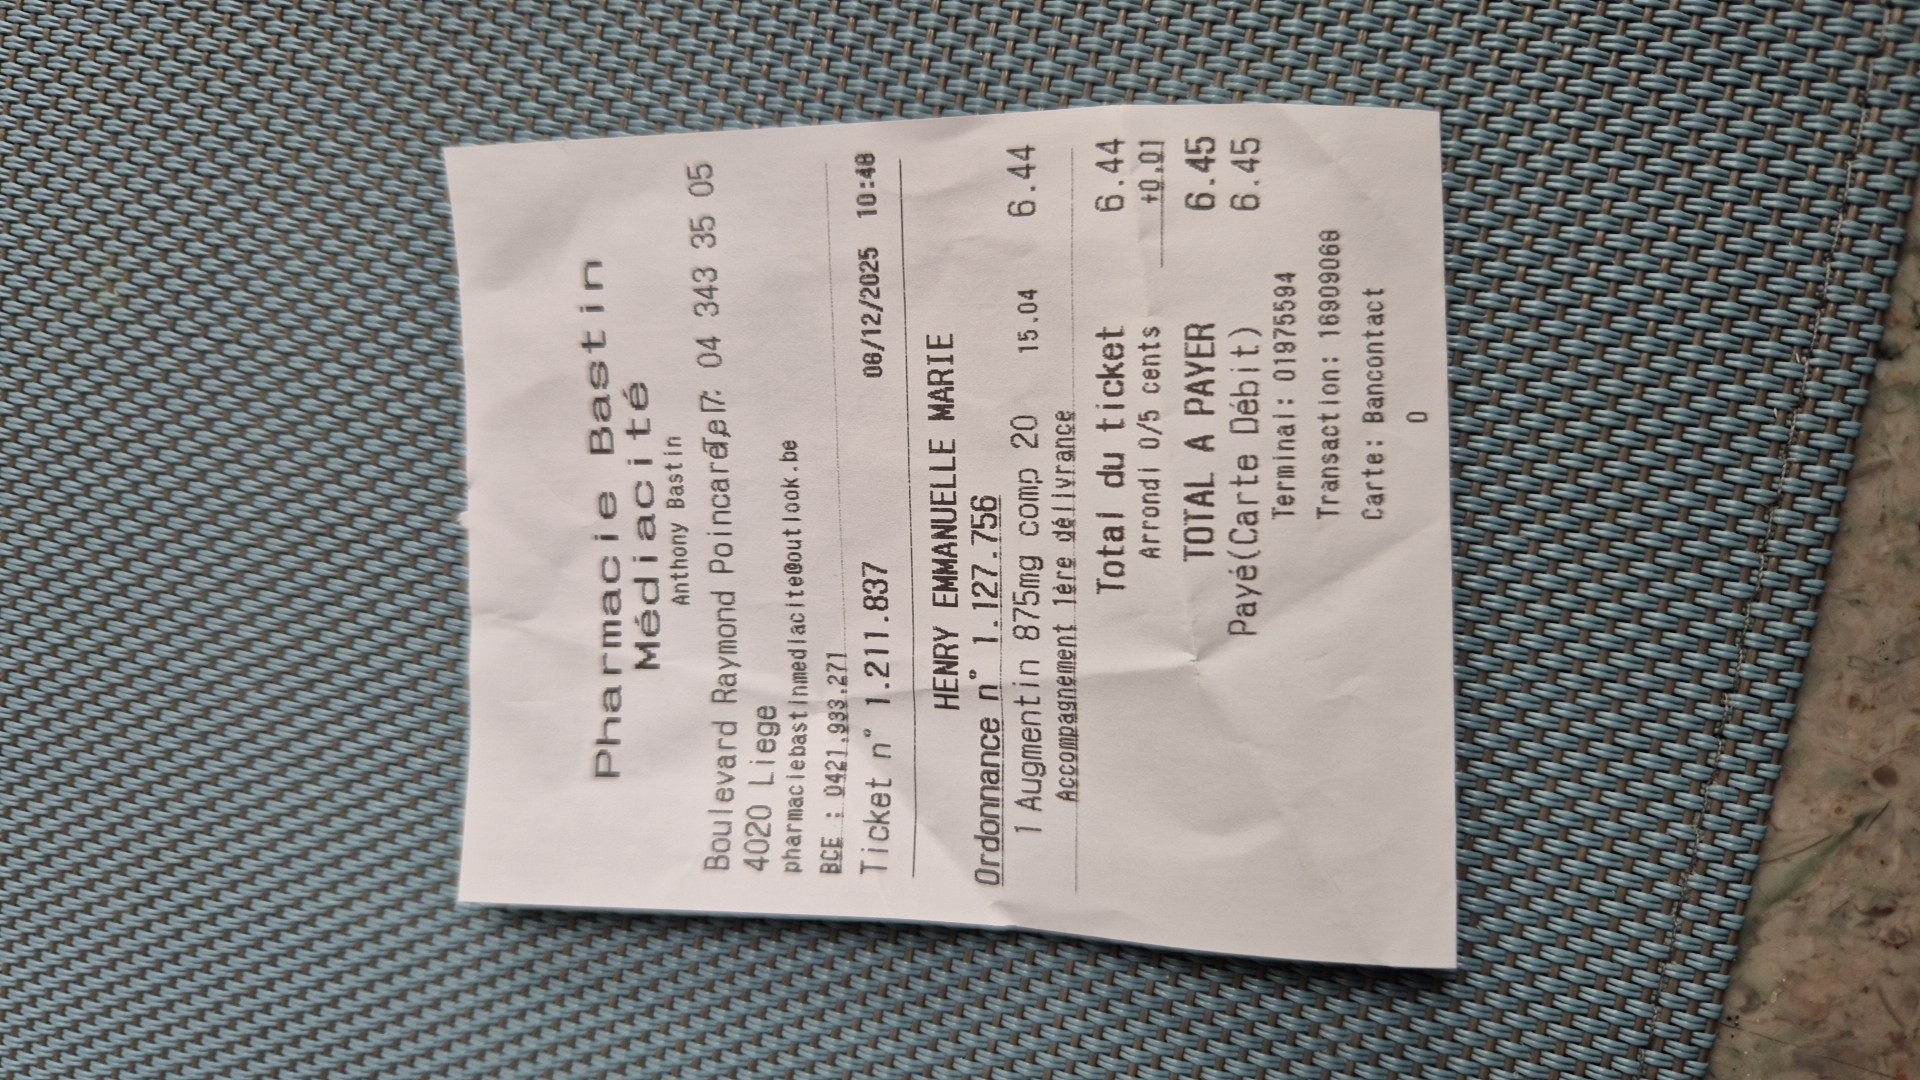 Pharmacie Bastin
Médiacité
Anthony Bastin
Boulevard Raymond Poincaré,7 04 343 35 05
4020 Liege
pharmaciebastinmediacite@outlook.be
BCE : 0421.933.271
Ticket n° 1.211.837 08/12/2025 10:48
HENRY EMMANUELLE MARIE
Ordonnance n° 1.127.756
1 Augmentin 875mg comp 20 15.04 6.44
Accompagnement 1ère délivrance
Total du ticket 6.44
Arrondi 0/5 cents +0.01
TOTAL A PAYER 6.45
Payé(Carte Débit) 6.45
Terminal: 01975594
Transaction: 16909060
Carte: Bancontact
0